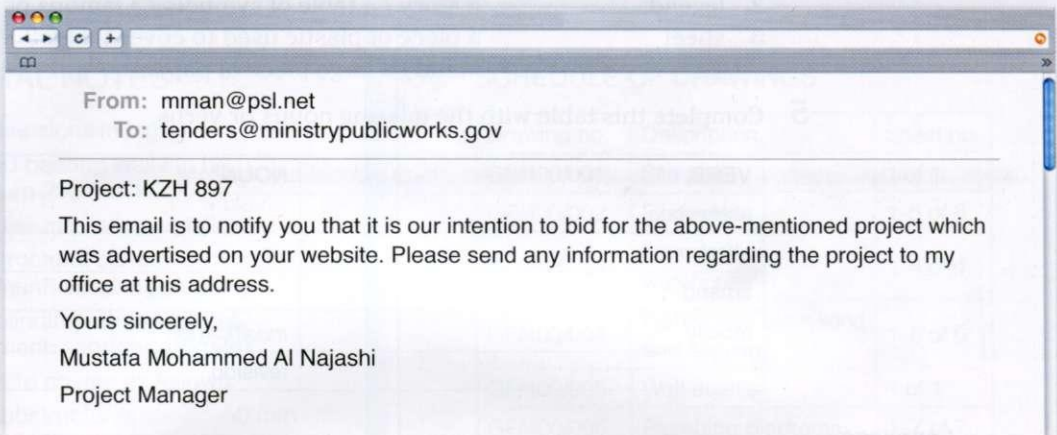 From: mman@psl.net
To: tenders@ministrypublicworks.gov
Project: KZH 897
This email is to notify you that it is our intention to bid for the above-mentioned project which
was advertised on your website. Please send any information regarding the project to my
office at this address.
Yours sincerely,
Mustafa Mohammed Al Najashi
Project Manager